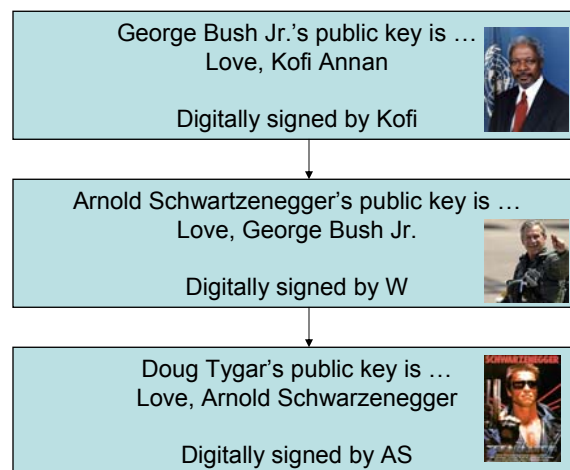 George Bush Jr.'s public key is …
Love, Kofi Annan
Digitally signed by Kofi
Arnold Schwartzenegger's public key is …
Love, George Bush Jr.
Digitally signed by W
Doug Tygar's public key is …
Love, Arnold Schwarzenegger
Digitally signed by AS
SCHWARZENEGGER